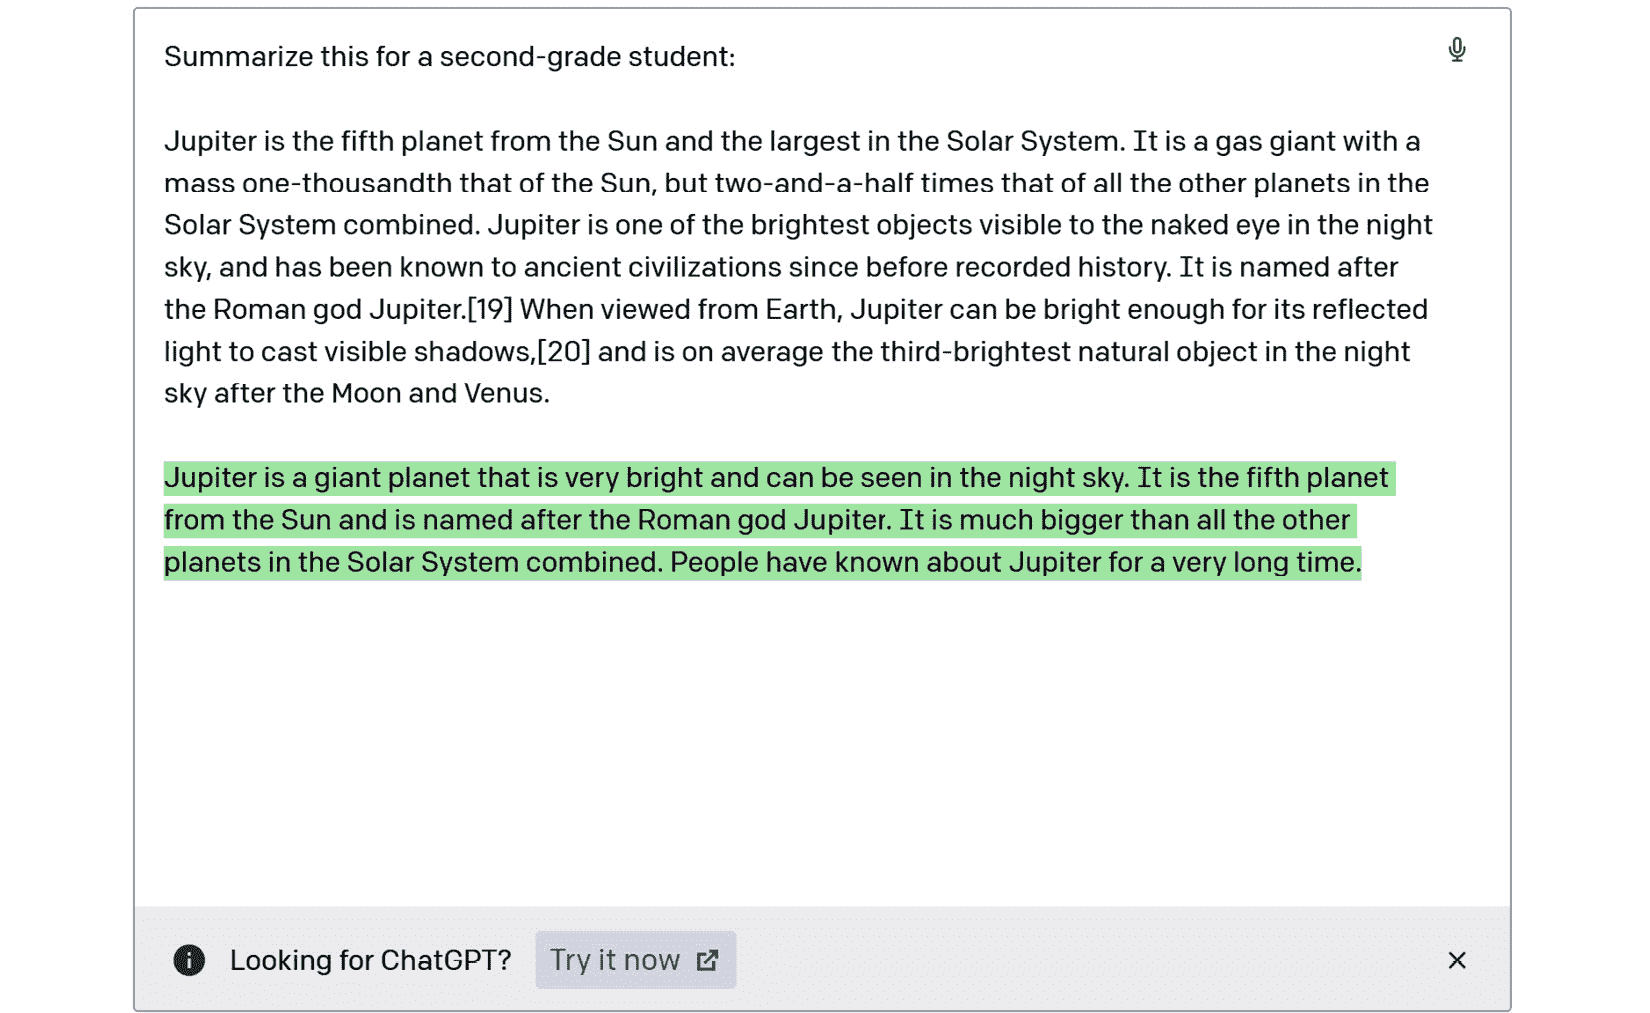 Summarize this for a second-grade student:
Jupiter is the fifth planet from the Sun and the largest in the Solar System. It is a gas giant with a
mass one-thousandth that of the Sun, but two-and-a-half times that of all the other planets in the
Solar System combined. Jupiter is one of the brightest objects visible to the naked eye in the night
sky, and has been known to ancient civilizations since before recorded history. It is named after
the Roman god Jupiter.[19] When viewed from Earth, Jupiter can be bright enough for its reflected
light to cast visible shadows,[20] and is on average the third-brightest natural object in the night
sky after the Moon and Venus.
Jupiter is a giant planet that is very bright and can be seen in the night sky. It is the fifth planet
from the Sun and is named after the Roman god Jupiter. It is much bigger than all the other
planets in the Solar System combined. People have known about Jupiter for a very long time.
Looking for ChatGPT? Try it now